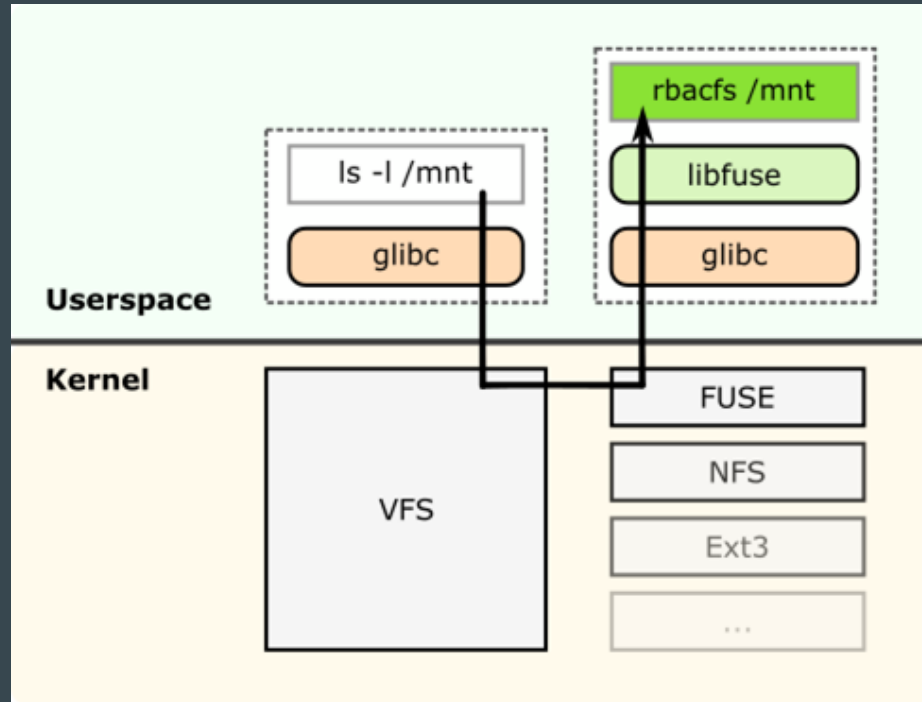 rbacfs /mnt
ls -l /mnt
libfuse
glibc
glibc
Userspace
Kernel
FUSE
NFS
VFS
Ext3
...